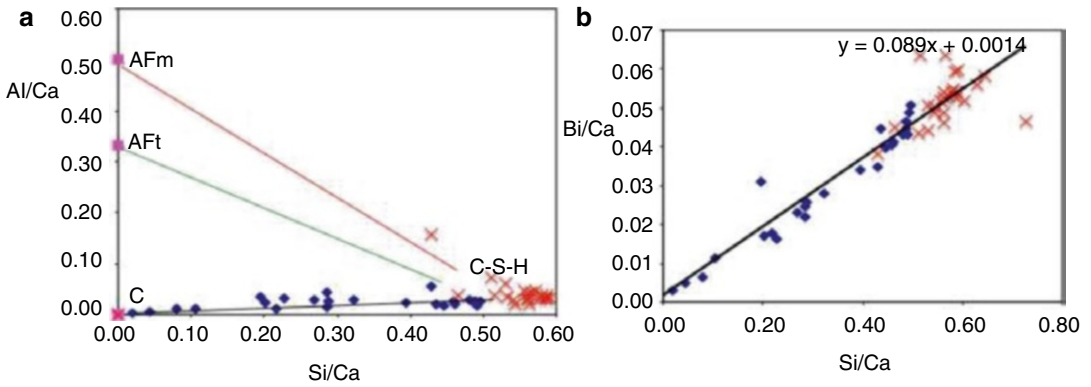 a
0.60
AFm
0.50
Al/Ca
0.40
AFt
0.30
0.20
0.10
C-S-H
C
0.00
0.00 0.10 0.20 0.30 0.40 0.50 0.60
Si/Ca
b
0.07
y = 0.089x + 0.0014
0.06
0.05
Bi/Ca
0.04
0.03
0.02
0.01
0.00
0.00 0.20 0.40 0.60 0.80
Si/Ca